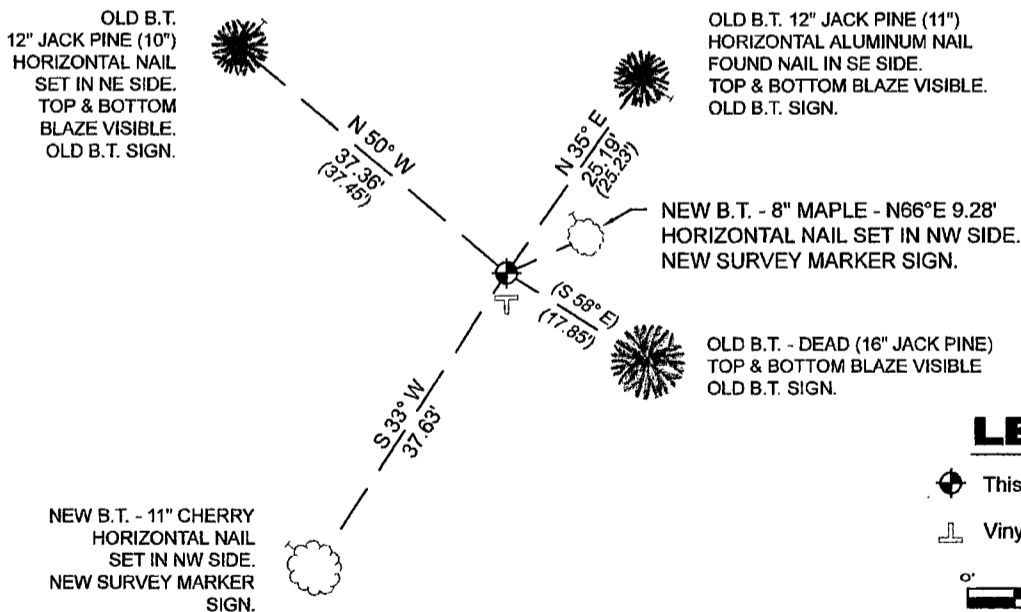 OLD B.T.
12" JACK PINE (10")
HORIZONTAL NAIL
SET IN NE SIDE.
TOP & BOTTOM
BLAZE VISIBLE.
OLD B.T. SIGN.
OLD B.T. 12" JACK PINE (11")
HORIZONTAL ALUMINUM NAIL
FOUND NAIL IN SE SIDE.
TOP & BOTTOM BLAZE VISIBLE.
OLD B.T. SIGN.
N 50° W
37.36'
(37.45')
N 35° E
25.19'
(25.23')
NEW B.T. - 8" MAPLE - N66°E 9.28'
HORIZONTAL NAIL SET IN NW SIDE.
NEW SURVEY MARKER SIGN.
(S 58° E)
(17.85')
OLD B.T. - DEAD (16" JACK PINE)
TOP & BOTTOM BLAZE VISIBLE
OLD B.T. SIGN.
S 33° W
37.63'
NEW B.T. - 11" CHERRY
HORIZONTAL NAIL
SET IN NW SIDE.
NEW SURVEY MARKER
SIGN.
LE
This
Viny
0'